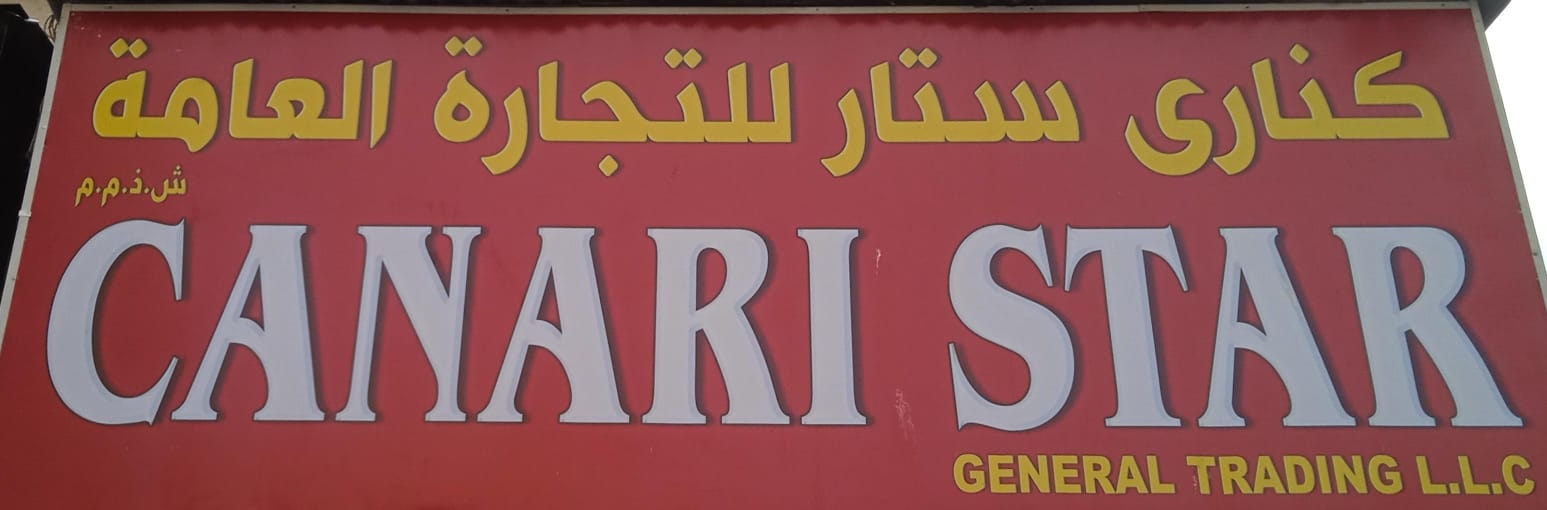 كنارى ستار للتجارة العامة
ش.ذ.م.م
CANARI STAR
GENERAL TRADING L.L.C